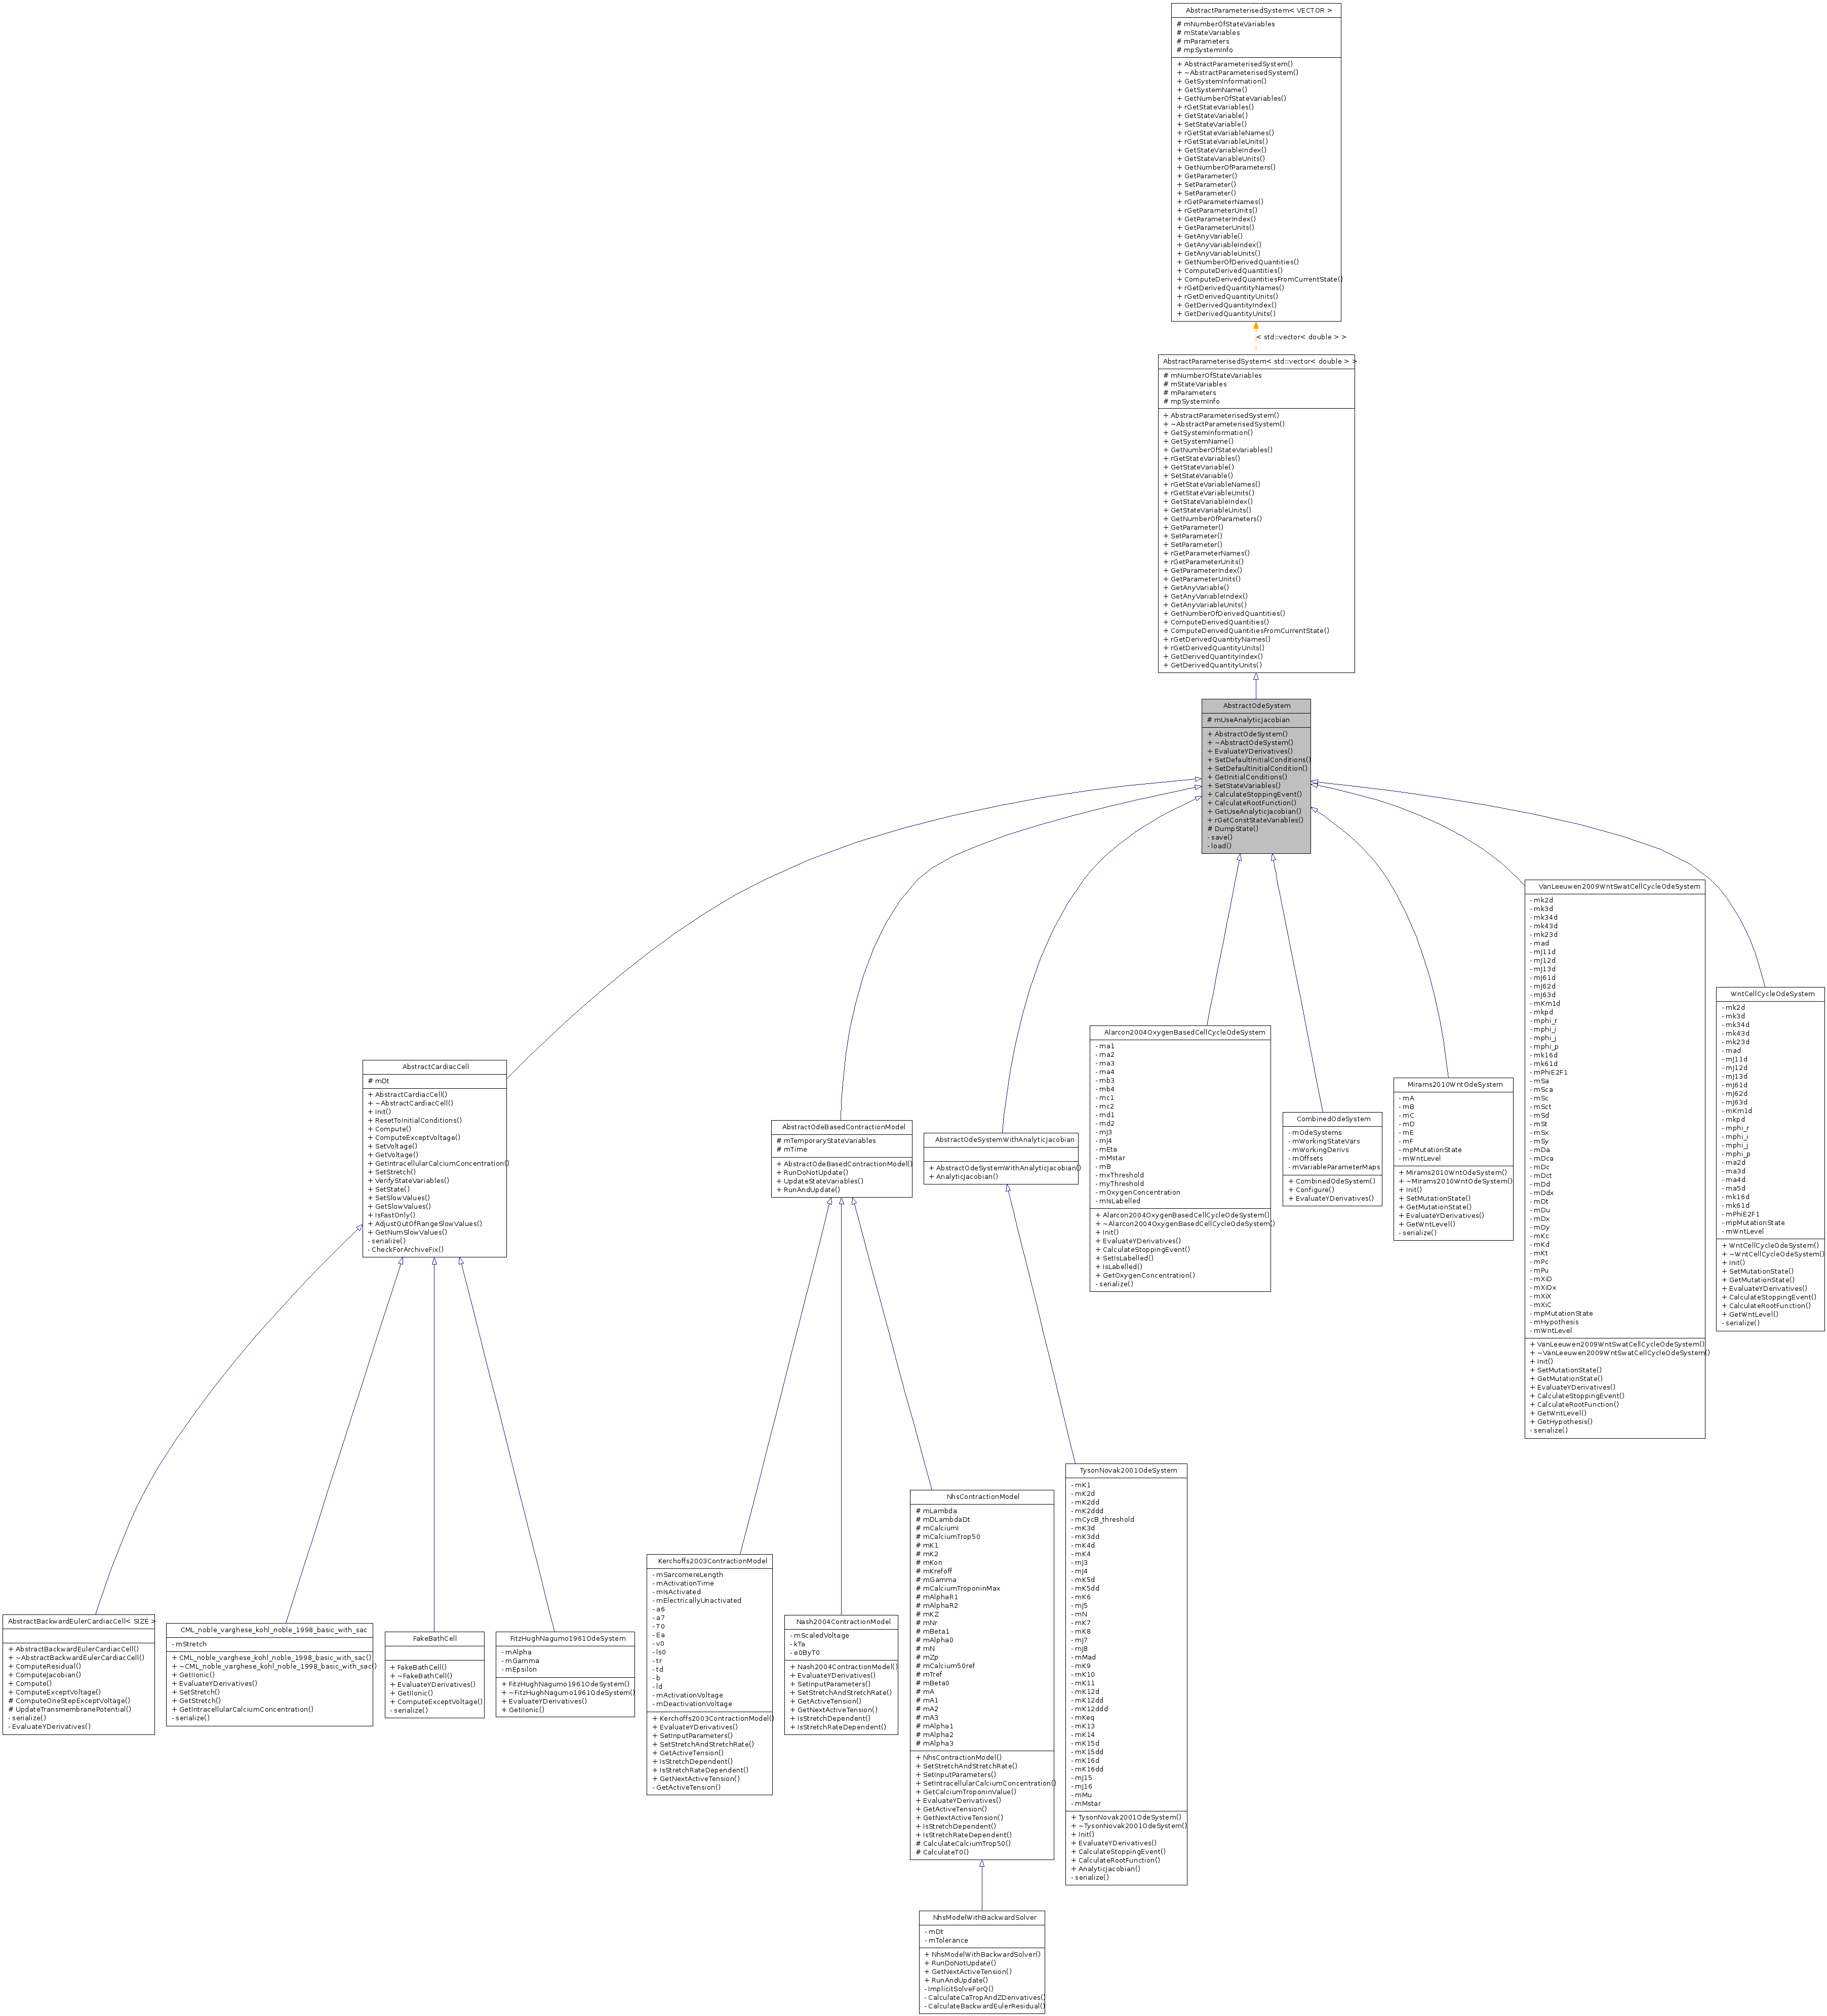 AbstractParameterisedSystem< VECTOR >
# mNumberOfStateVariables
# mStateVariables
# mParameters
# mpSystemInfo
+ AbstractParameterisedSystem()
+ ~AbstractParameterisedSystem()
+ GetSystemInformation()
+ GetSystemName()
+ GetNumberOfStateVariables()
+ rGetStateVariables()
+ GetStateVariable()
+ SetStateVariable()
+ rGetStateVariableNames()
+ rGetStateVariableUnits()
+ GetStateVariableIndex()
+ GetStateVariableUnits()
+ GetNumberOfParameters()
+ GetParameter()
+ SetParameter()
+ SetParameter()
+ rGetParameterNames()
+ rGetParameterUnits()
+ GetParameterIndex()
+ GetParameterUnits()
+ GetAnyVariable()
+ GetAnyVariableIndex()
+ GetAnyVariableUnits()
+ GetNumberOfDerivedQuantities()
+ ComputeDerivedQuantities()
+ ComputeDerivedQuantitiesFromCurrentState()
+ rGetDerivedQuantityNames()
+ rGetDerivedQuantityUnits()
+ GetDerivedQuantityIndex()
+ GetDerivedQuantityUnits()
< std::vector< double > >
AbstractParameterisedSystem< std::vector< double > >
# mNumberOfStateVariables
# mStateVariables
# mParameters
# mpSystemInfo
+ AbstractParameterisedSystem()
+ ~AbstractParameterisedSystem()
+ GetSystemInformation()
+ GetSystemName()
+ GetNumberOfStateVariables()
+ rGetStateVariables()
+ GetStateVariable()
+ SetStateVariable()
+ rGetStateVariableNames()
+ rGetStateVariableUnits()
+ GetStateVariableIndex()
+ GetStateVariableUnits()
+ GetNumberOfParameters()
+ GetParameter()
+ SetParameter()
+ SetParameter()
+ rGetParameterNames()
+ rGetParameterUnits()
+ GetParameterIndex()
+ GetParameterUnits()
+ GetAnyVariable()
+ GetAnyVariableIndex()
+ GetAnyVariableUnits()
+ GetNumberOfDerivedQuantities()
+ ComputeDerivedQuantities()
+ ComputeDerivedQuantitiesFromCurrentState()
+ rGetDerivedQuantityNames()
+ rGetDerivedQuantityUnits()
+ GetDerivedQuantityIndex()
+ GetDerivedQuantityUnits()
AbstractOdeSystem
# mUseAnalyticJacobian
+ AbstractOdeSystem()
+ ~AbstractOdeSystem()
+ EvaluateYDerivatives()
+ SetDefaultInitialConditions()
+ SetDefaultInitialCondition()
+ GetInitialConditions()
+ SetStateVariables()
+ CalculateStoppingEvent()
+ CalculateRootFunction()
+ GetUseAnalyticJacobian()
+ rGetConstStateVariables()
# DumpState()
- save()
- load()
AbstractCardiacCell
# mDt
+ AbstractCardiacCell()
+ ~AbstractCardiacCell()
+ Init()
+ ResetToInitialConditions()
+ Compute()
+ ComputeExceptVoltage()
+ SetVoltage()
+ GetVoltage()
+ GetIntracellularCalciumConcentration()
+ SetStretch()
+ VerifyStateVariables()
+ SetState()
+ SetSlowValues()
+ GetSlowValues()
+ IsFastOnly()
+ AdjustOutOfRangeSlowValues()
+ GetNumSlowValues()
- serialize()
- CheckForArchiveFix()
AbstractOdeBasedContractionModel
# mTemporaryStateVariables
# mTime
+ AbstractOdeBasedContractionModel()
+ RunDoNotUpdate()
+ UpdateStateVariables()
+ RunAndUpdate()
AbstractOdeSystemWithAnalyticJacobian
+ AbstractOdeSystemWithAnalyticJacobian()
+ AnalyticJacobian()
Alarcon2004OxygenBasedCellCycleOdeSystem
- ma1
- ma2
- ma3
- ma4
- mb3
- mb4
- mc1
- mc2
- md1
- md2
- mJ3
- mJ4
- mEta
- mMstar
- mB
- mxThreshold
- myThreshold
- mOxygenConcentration
- mIsLabelled
+ Alarcon2004OxygenBasedCellCycleOdeSystem()
+ ~Alarcon2004OxygenBasedCellCycleOdeSystem()
+ Init()
+ EvaluateYDerivatives()
+ CalculateStoppingEvent()
+ SetIsLabelled()
+ IsLabelled()
+ GetOxygenConcentration()
- serialize()
CombinedOdeSystem
- mOdeSystems
- mWorkingStateVars
- mWorkingDerivs
- mOffsets
- mVariableParameterMaps
+ CombinedOdeSystem()
+ Configure()
+ EvaluateYDerivatives()
Mirams2010WntOdeSystem
- mA
- mB
- mC
- mD
- mE
- mF
- mpMutationState
- mWntLevel
+ Mirams2010WntOdeSystem()
+ ~Mirams2010WntOdeSystem()
+ Init()
+ SetMutationState()
+ GetMutationState()
+ EvaluateYDerivatives()
+ GetWntLevel()
- serialize()
VanLeeuwen2009WntSwatCellCycleOdeSystem
- mk2d
- mk3d
- mk34d
- mk43d
- mk23d
- mad
- mJ11d
- mJ12d
- mJ13d
- mJ61d
- mJ62d
- mJ63d
- mKm1d
- mkpd
- mphi_r
- mphi_i
- mphi_j
- mphi_p
- mk16d
- mk61d
- mPhiE2F1
- mSa
- mSca
- mSc
- mSct
- mSd
- mSt
- mSx
- mSy
- mDa
- mDca
- mDc
- mDct
- mDd
- mDdx
- mDt
- mDu
- mDx
- mDy
- mKc
- mKd
- mKt
- mPc
- mPu
- mXiD
- mXiDx
- mXiX
- mXiC
- mpMutationState
- mHypothesis
- mWntLevel
+ VanLeeuwen2009WntSwatCellCycleOdeSystem()
+ ~VanLeeuwen2009WntSwatCellCycleOdeSystem()
+ Init()
+ SetMutationState()
+ GetMutationState()
+ EvaluateYDerivatives()
+ CalculateStoppingEvent()
+ CalculateRootFunction()
+ GetWntLevel()
+ GetHypothesis()
- serialize()
WntCellCycleOdeSystem
- mk2d
- mk3d
- mk34d
- mk43d
- mk23d
- mad
- mJ11d
- mJ12d
- mJ13d
- mJ61d
- mJ62d
- mJ63d
- mKm1d
- mkpd
- mphi_r
- mphi_i
- mphi_j
- mphi_p
- ma2d
- ma3d
- ma4d
- ma5d
- mk16d
- mk61d
- mPhiE2F1
- mpMutationState
- mWntLevel
+ WntCellCycleOdeSystem()
+ ~WntCellCycleOdeSystem()
+ Init()
+ SetMutationState()
+ GetMutationState()
+ EvaluateYDerivatives()
+ CalculateStoppingEvent()
+ CalculateRootFunction()
+ GetWntLevel()
- serialize()
AbstractBackwardEulerCardiacCell< SIZE >
+ AbstractBackwardEulerCardiacCell()
+ ~AbstractBackwardEulerCardiacCell()
+ ComputeResidual()
+ ComputeJacobian()
+ Compute()
+ ComputeExceptVoltage()
# ComputeOneStepExceptVoltage()
# UpdateTransmembranePotential()
- serialize()
- EvaluateYDerivatives()
CML_noble_varghese_kohl_noble_1998_basic_with_sac
- mStretch
+ CML_noble_varghese_kohl_noble_1998_basic_with_sac()
+ ~CML_noble_varghese_kohl_noble_1998_basic_with_sac()
+ GetIIonic()
+ EvaluateYDerivatives()
+ SetStretch()
+ GetStretch()
+ GetIntracellularCalciumConcentration()
- serialize()
FakeBathCell
+ FakeBathCell()
+ ~FakeBathCell()
+ EvaluateYDerivatives()
+ GetIIonic()
+ ComputeExceptVoltage()
- serialize()
FitzHughNagumo1961OdeSystem
- mAlpha
- mGamma
- mEpsilon
+ FitzHughNagumo1961OdeSystem()
+ ~FitzHughNagumo1961OdeSystem()
+ EvaluateYDerivatives()
+ GetIIonic()
Kerchoffs2003ContractionModel
- mSarcomereLength
- mActivationTime
- mIsActivated
- mElectricallyUnactivated
- a6
- a7
- T0
- Ea
- v0
- ls0
- tr
- td
- b
- ld
- mActivationVoltage
- mDeactivationVoltage
+ Kerchoffs2003ContractionModel()
+ EvaluateYDerivatives()
+ SetInputParameters()
+ SetStretchAndStretchRate()
+ GetActiveTension()
+ IsStretchDependent()
+ IsStretchRateDependent()
+ GetNextActiveTension()
- GetActiveTension()
Nash2004ContractionModel
- mScaledVoltage
- kTa
- e0ByT0
+ Nash2004ContractionModel()
+ EvaluateYDerivatives()
+ SetInputParameters()
+ SetStretchAndStretchRate()
+ GetActiveTension()
+ GetNextActiveTension()
+ IsStretchDependent()
+ IsStretchRateDependent()
NhsContractionModel
# mLambda
# mDLambdaDt
# mCalciumI
# mCalciumTrop50
# mK1
# mK2
# mKon
# mKrefoff
# mGamma
# mCalciumTroponinMax
# mAlphaR1
# mAlphaR2
# mKZ
# mNr
# mBeta1
# mAlpha0
# mN
# mZp
# mCalcium50ref
# mTref
# mBeta0
# mA
# mA1
# mA2
# mA3
# mAlpha1
# mAlpha2
# mAlpha3
+ NhsContractionModel()
+ SetStretchAndStretchRate()
+ SetInputParameters()
+ SetIntracellularCalciumConcentration()
+ GetCalciumTroponinValue()
+ EvaluateYDerivatives()
+ GetActiveTension()
+ GetNextActiveTension()
+ IsStretchDependent()
+ IsStretchRateDependent()
# CalculateCalciumTrop50()
# CalculateT0()
TysonNovak2001OdeSystem
- mK1
- mK2d
- mK2dd
- mK2ddd
- mCycB_threshold
- mK3d
- mK3dd
- mK4d
- mK4
- mJ3
- mJ4
- mK5d
- mK5dd
- mK6
- mJ5
- mN
- mK7
- mK8
- mJ7
- mJ8
- mMad
- mK9
- mK10
- mK11
- mK12d
- mK12dd
- mK12ddd
- mKeq
- mK13
- mK14
- mK15d
- mK15dd
- mK16d
- mK16dd
- mJ15
- mJ16
- mMu
- mMstar
+ TysonNovak2001OdeSystem()
+ ~TysonNovak2001OdeSystem()
+ Init()
+ EvaluateYDerivatives()
+ CalculateStoppingEvent()
+ CalculateRootFunction()
+ AnalyticJacobian()
- serialize()
NhsModelWithBackwardSolver
- mDt
- mTolerance
+ NhsModelWithBackwardSolver()
+ RunDoNotUpdate()
+ GetNextActiveTension()
+ RunAndUpdate()
- ImplicitSolveForQ()
- CalculateCaTropAndZDerivatives()
- CalculateBackwardEulerResidual()